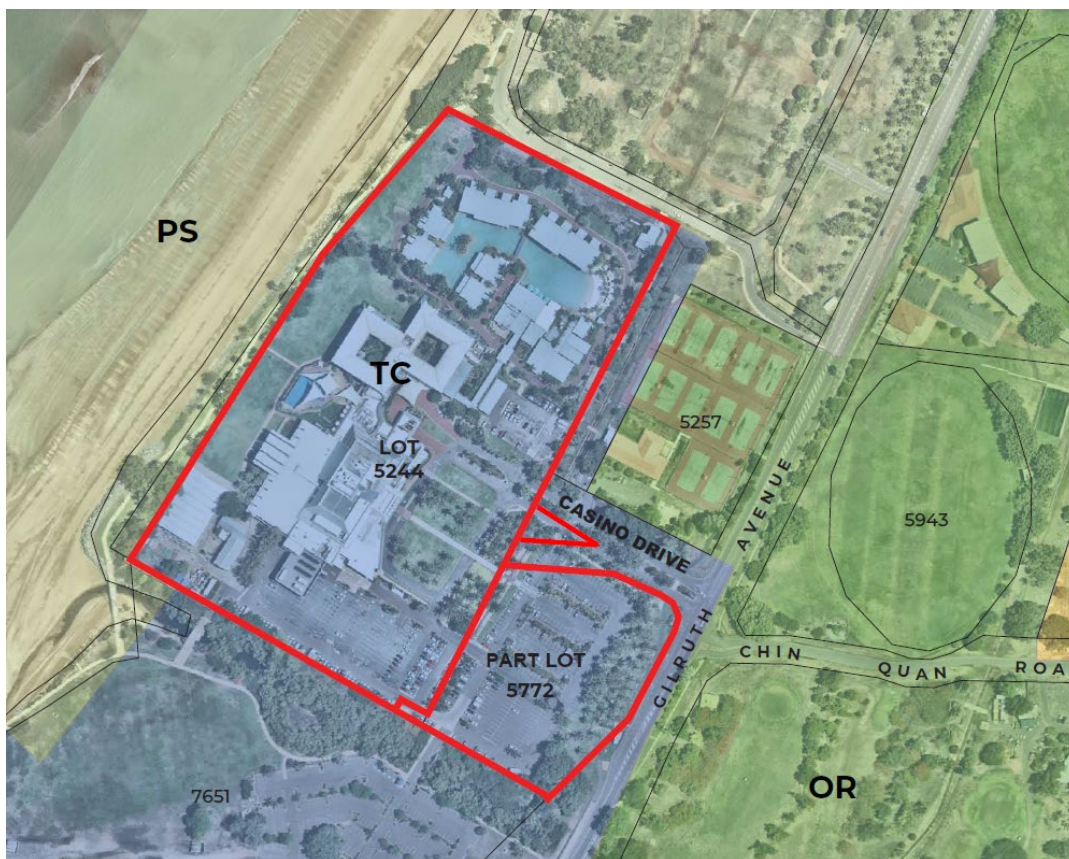 PS
TC
LOT
5244
5257
AVENUE
5943
CASINO DRIVE
GILRUTH
CHIN QUAN ROA
PART LOT
5772
OR
7651